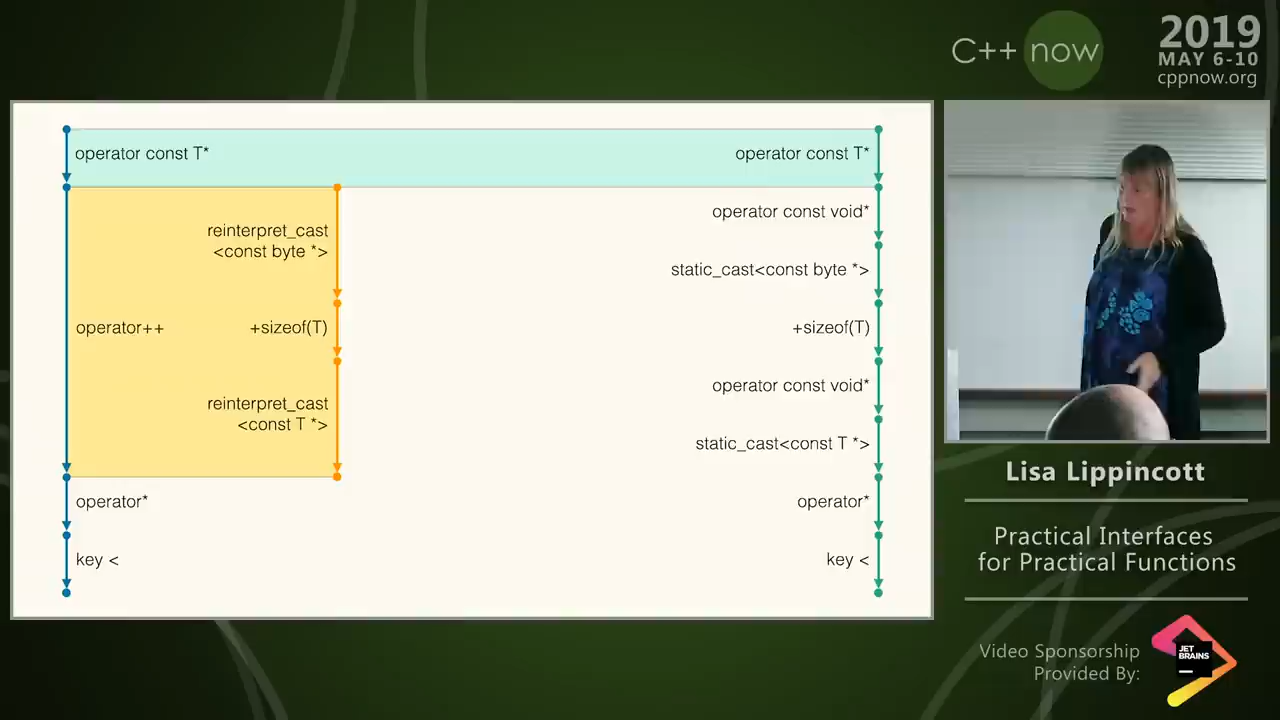 C++ now
2019
MAY 6-10
cppnow.org
operator const T*
operator const T*
operator const void*
reinterpret_cast
<const byte *>
static_cast<const byte *>
operator++
+sizeof(T)
+sizeof(T)
operator const void*
reinterpret_cast
<const T *>
static_cast<const T *>
operator*
operator*
key <
key <
Lisa Lippincott
Practical Interfaces
for Practical Functions
Video Sponsorship
Provided By:
JET
BRAINS